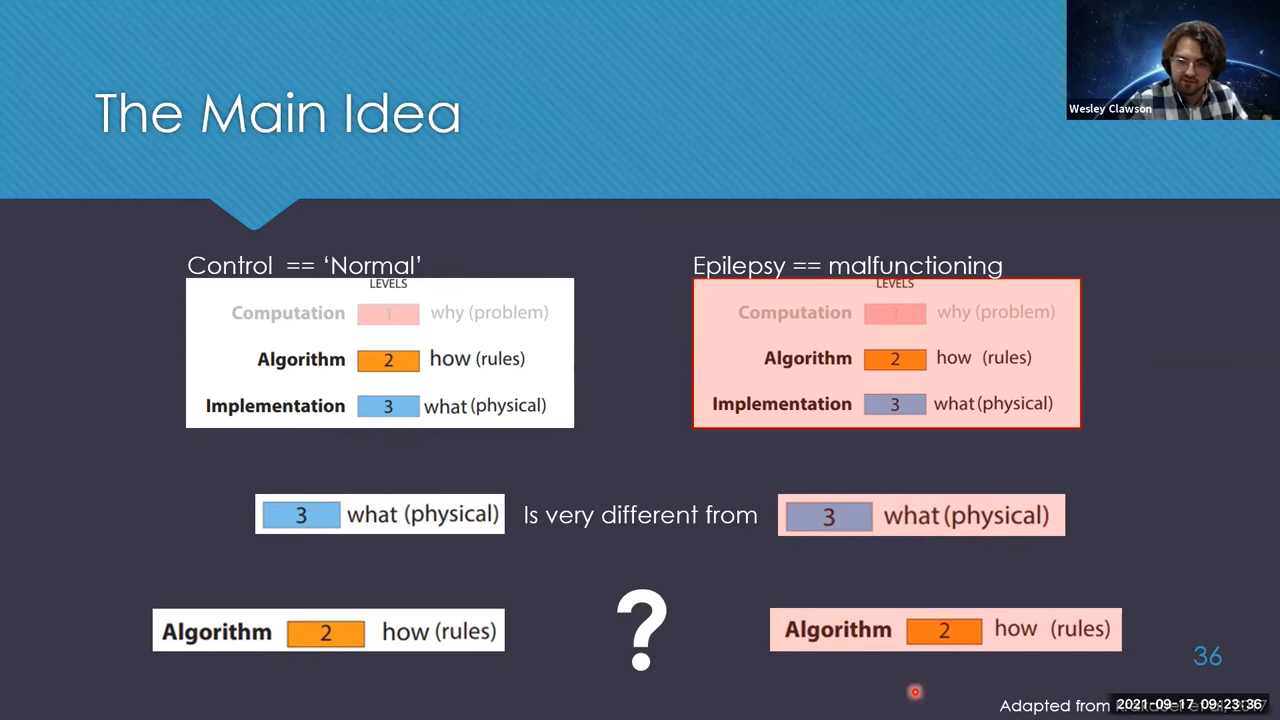 The Main Idea
Wesley Clawson
Control == ‘Normal’
LEVELS
Computation 1 why (problem)
Algorithm 2 how (rules)
Implementation 3 what (physical)
Epilepsy == malfunctioning
LEVELS
Computation 1 why (problem)
Algorithm 2 how (rules)
Implementation 3 what (physical)
3 what (physical) Is very different from 3 what (physical)
Algorithm 2 how (rules) ? Algorithm 2 how (rules)
36
Adapted from
2021-09-17 09:23:36